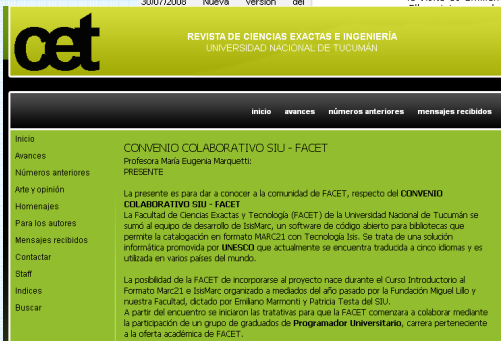 30/07/2008 Nueva versión del
cet
REVISTA DE CIENCIAS EXACTAS E INGENIERÍA
UNIVERSIDAD NACIONAL DE TUCUMÁN
inicio avances números anteriores mensajes recibidos
Inicio
Avances
Números anteriores
Arte y opinión
Homenajes
Para los autores
Mensajes recibidos
Contactar
Staff
Indices
Buscar
CONVENIO COLABORATIVO SIU - FACET
Profesora María Eugenia Marquetti:
PRESENTE
La presente es para dar a conocer a la comunidad de FACET, respecto del CONVENIO
COLABORATIVO SIU - FACET
La Facultad de Ciencias Exactas y Tecnología (FACET) de la Universidad Nacional de Tucumán se
sumó al equipo de desarrollo de IsisMarc, un software de código abierto para bibliotecas que
permite la catalogación en formato MARC21 con Tecnología Isis. Se trata de una solución
informática promovida por UNESCO que actualmente se encuentra traducida a cinco idiomas y es
utilizada en varios países del mundo.
La posibilidad de la FACET de incorporarse al proyecto nace durante el Curso Introductorio al
Formato Marc21 e IsisMarc organizado a mediados del año pasado por la Fundación Miguel Lillo y
nuestra Facultad, dictado por Emiliano Marmonti y Patricia Testa del SIU.
A partir del encuentro se iniciaron las tratativas para que la FACET comenzara a colaborar mediante
la participación de un grupo de graduados de Programador Universitario, carrera perteneciente
a la oferta académica de FACET.